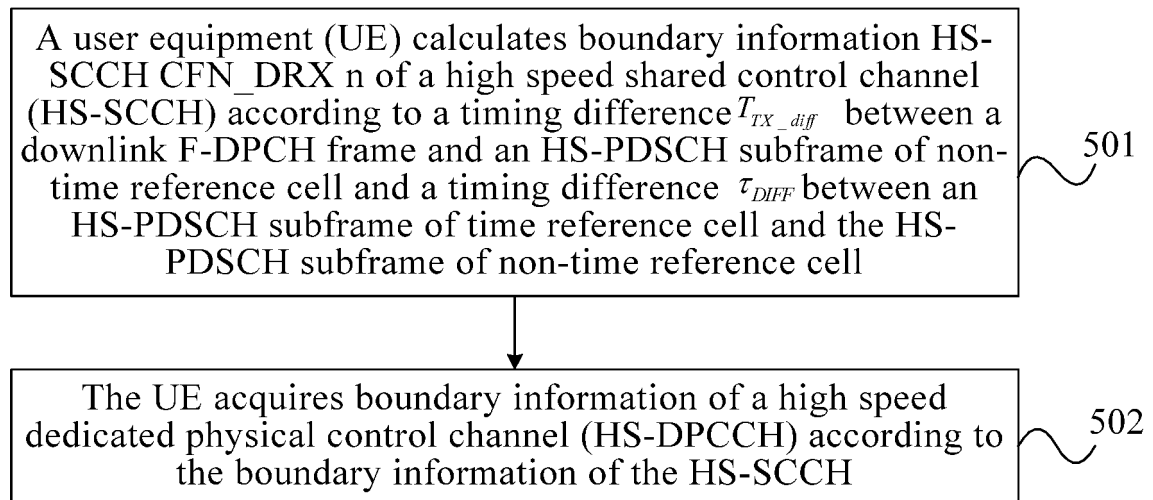 A user equipment (UE) calculates boundary information HS-
SCCH CFN_DRX n of a high speed shared control channel
(HS-SCCH) according to a timing difference T_{TX_diff} between a
downlink F-DPCH frame and an HS-PDSCH subframe of non-
time reference cell and a timing difference τ_{DIFF} between an
HS-PDSCH subframe of time reference cell and the HS-
PDSCH subframe of non-time reference cell
501
The UE acquires boundary information of a high speed
dedicated physical control channel (HS-DPCCH) according to
the boundary information of the HS-SCCH
502